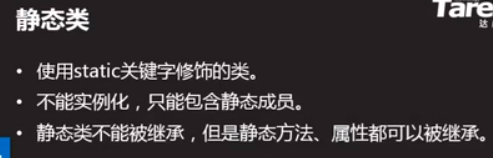 Tare
达
静态类
• 使用static关键字修饰的类。
• 不能实例化，只能包含静态成员。
• 静态类不能被继承，但是静态方法、属性都可以被继承。